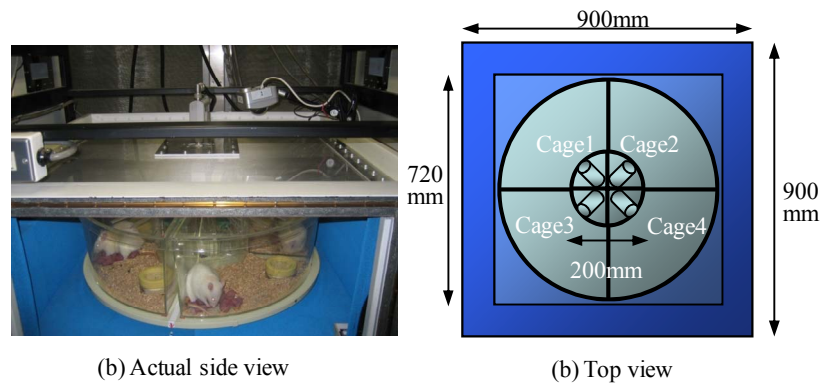 900mm
Cage1 Cage2
720
mm
900
mm
Cage3 Cage4
200mm
(b) Actual side view
(b) Top view